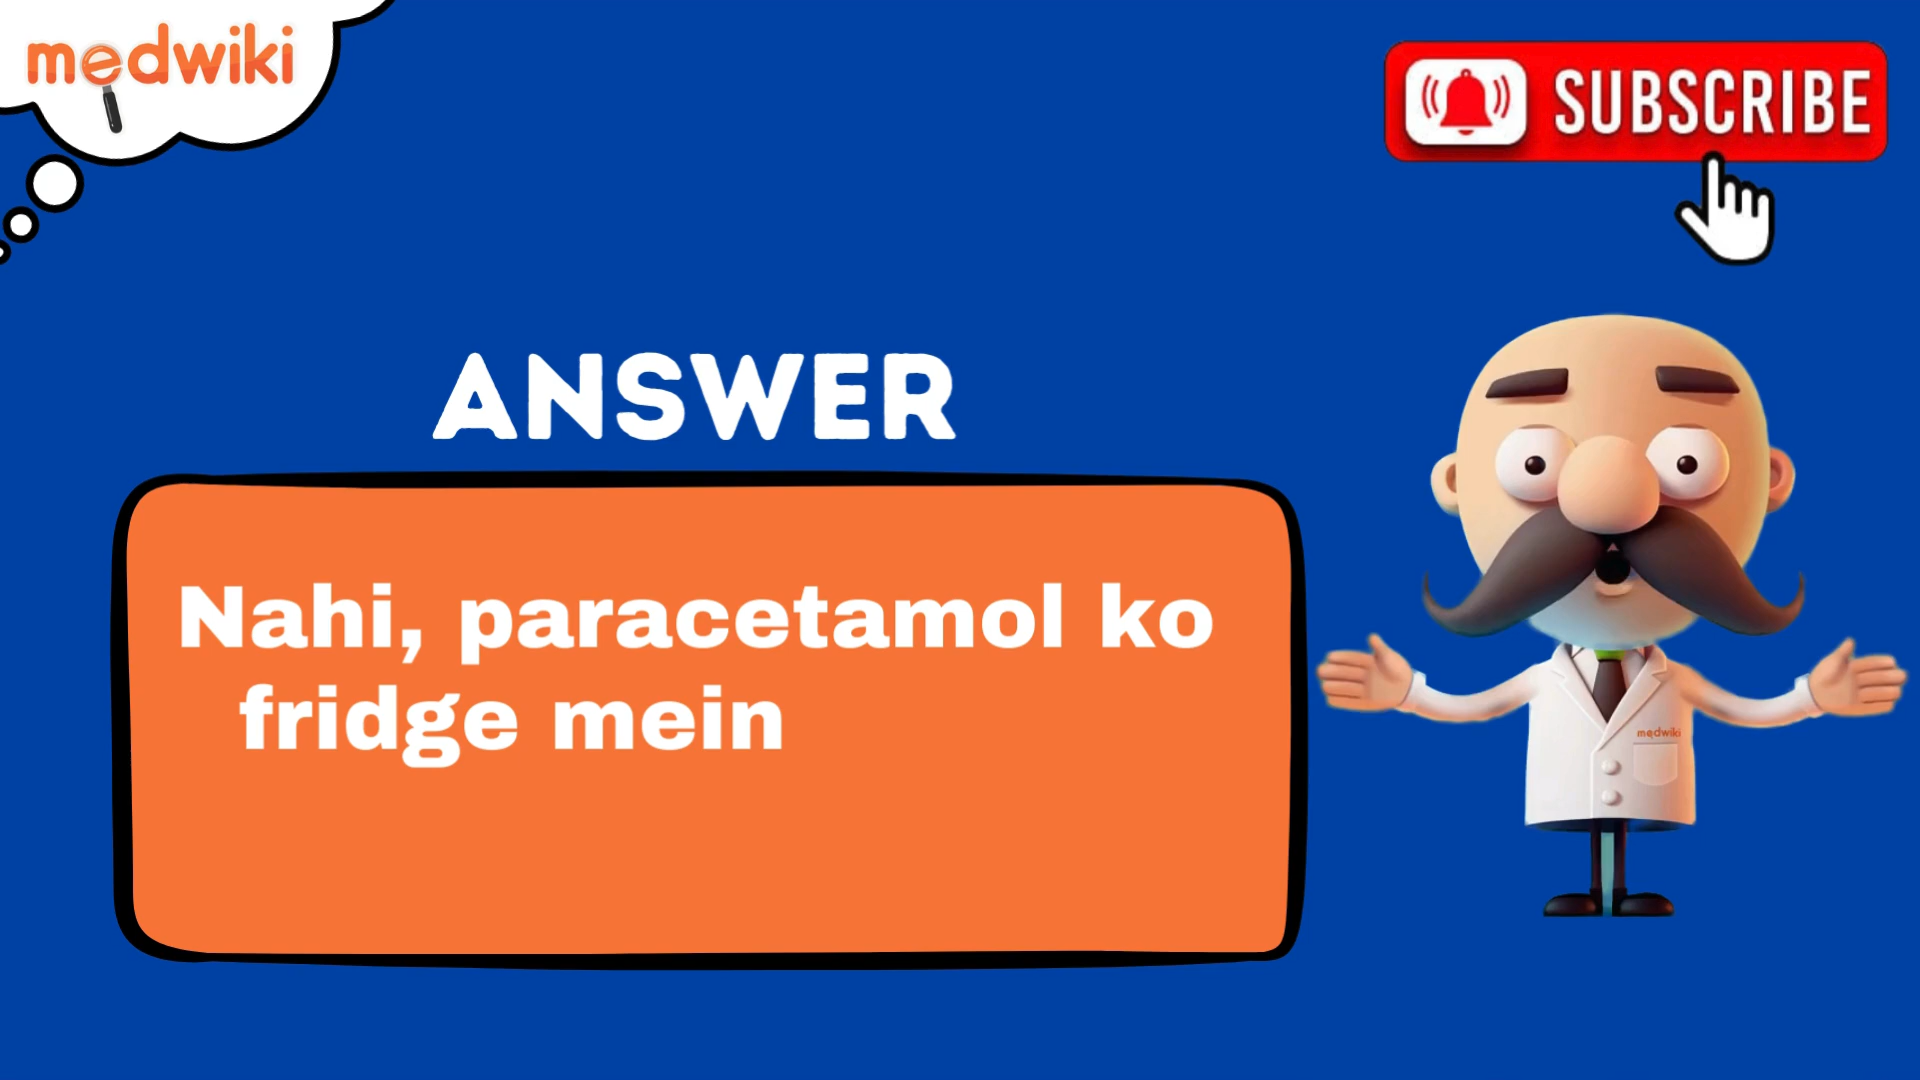 medwiki
SUBSCRIBE
ANSWER
Nahi, paracetamol ko
fridge mein
medwiki